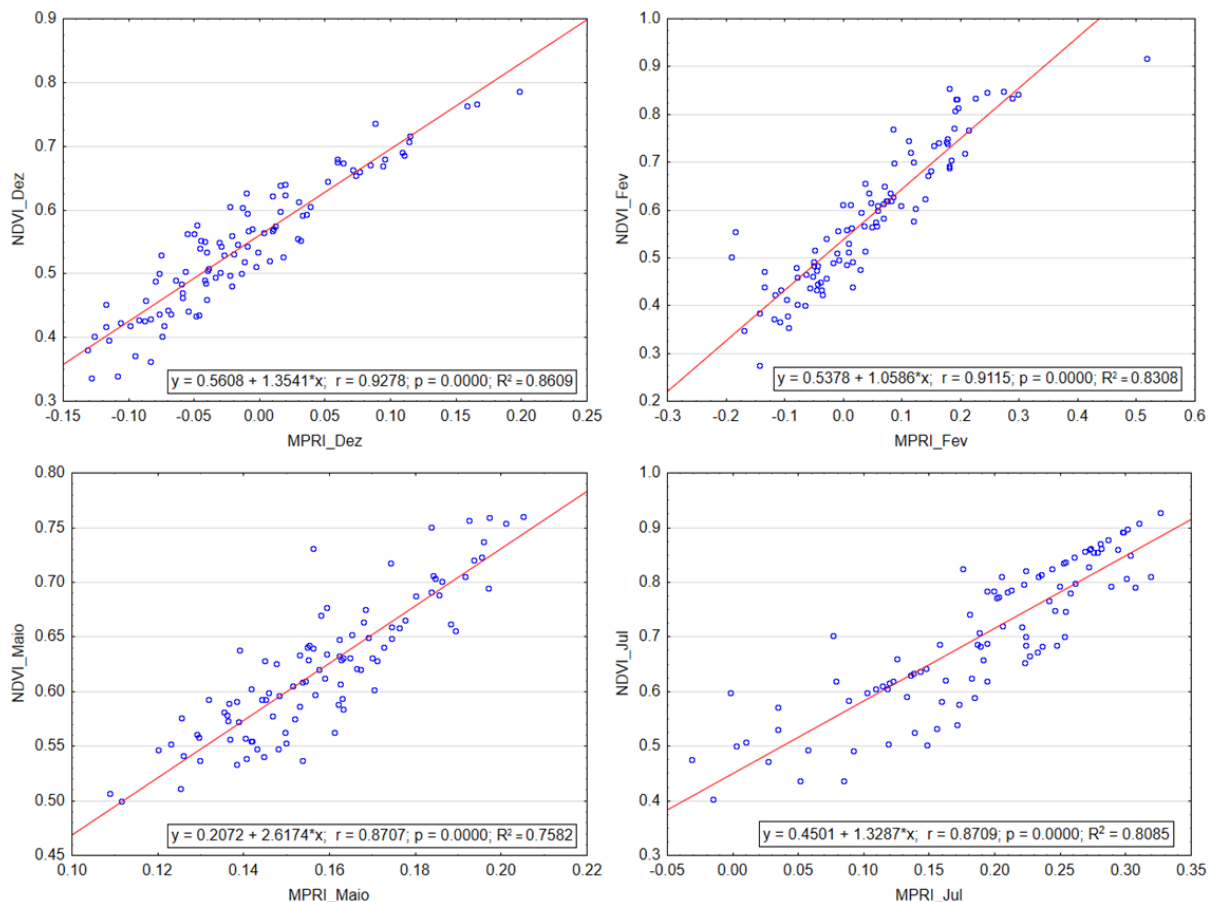 0.9
0.8
0.7
0.6
0.5
0.4
0.3
NDVI_Dez
y = 0.5608 + 1.3541*x; r = 0.9278; p = 0.0000; R² = 0.8609
-0.15 -0.10 -0.05 0.00 0.05 0.10 0.15 0.20 0.25
MPRI_Dez
1.0
0.9
0.8
0.7
0.6
0.5
0.4
0.3
0.2
NDVI_Fev
y = 0.5378 + 1.0586*x; r = 0.9115; p = 0.0000; R² = 0.8308
-0.3 -0.2 -0.1 0.0 0.1 0.2 0.3 0.4 0.5 0.6
MPRI_Fev
0.80
0.75
0.70
0.65
0.60
0.55
0.50
0.45
NDVI_Maio
y = 0.2072 + 2.6174*x; r = 0.8707; p = 0.0000; R² = 0.7582
0.10 0.12 0.14 0.16 0.18 0.20 0.22
MPRI_Maio
1.0
0.9
0.8
0.7
0.6
0.5
0.4
0.3
NDVI_Jul
y = 0.4501 + 1.3287*x; r = 0.8709; p = 0.0000; R² = 0.8085
-0.05 0.00 0.05 0.10 0.15 0.20 0.25 0.30 0.35
MPRI_Jul